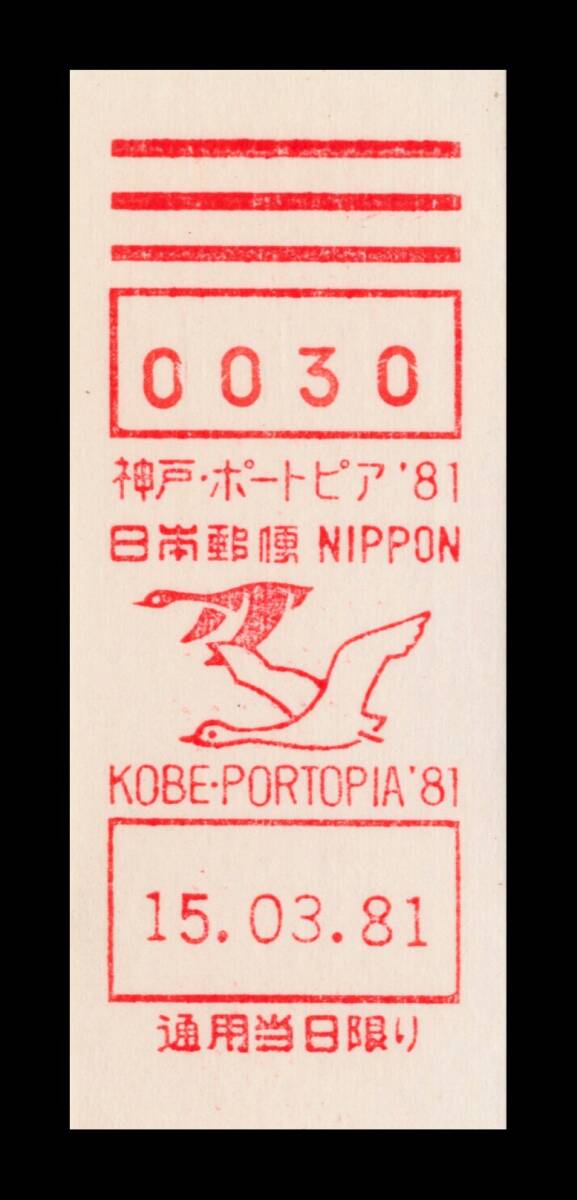 0030
神戸・ポートピア'81
日本郵便 NIPPON
KOBE・PORTOPIA'81
15.03.81
通用当日限り